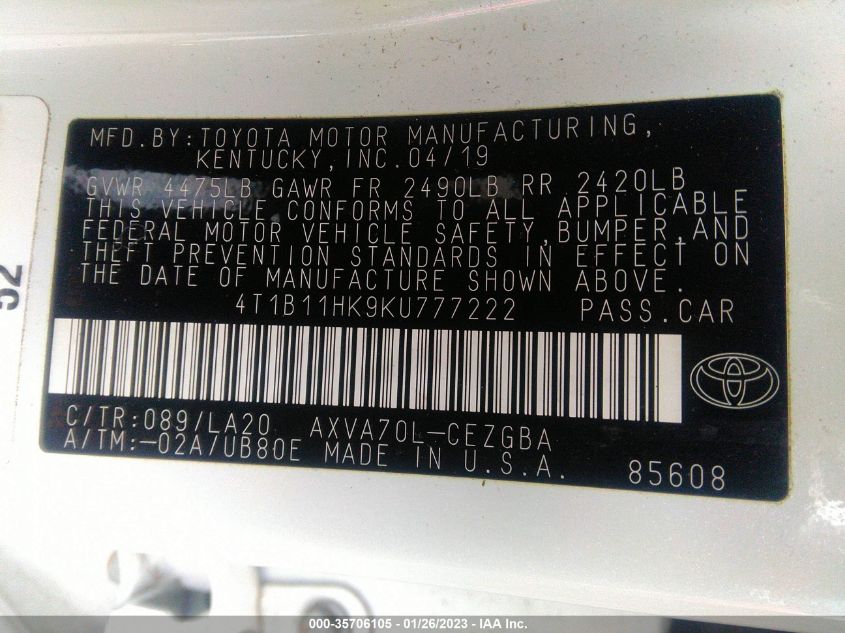 MFD.BY:TOYOTA MOTOR MANUFACTURING,
KENTUCKY,INC.04/19
GVWR 4475LB GAWR FR 2490LB RR 2420LB
THIS VEHICLE CONFORMS TO ALL APPLICABLE
FEDERAL MOTOR VEHICLE SAFETY,BUMPER,AND
THEFT PREVENTION STANDARDS IN EFFECT ON
THE DATE OF MANUFACTURE SHOWN ABOVE.
4T1B11HK9KU777222 PASS.CAR
C/TR:089/LA20 AXVA70L-CEZGBA
A/TM:-02A/UB80E MADE IN U.S.A. 85608
52
000-35706105 / 01/26/2023 - IAA Inc.